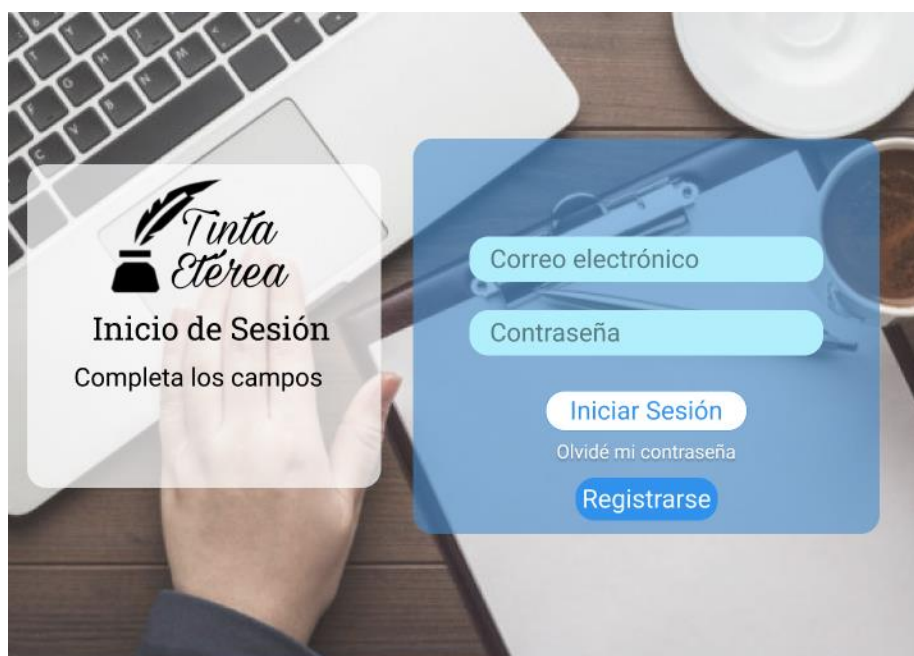 Tinta
Etérea
Inicio de Sesión
Completa los campos
Correo electrónico
Contraseña
Iniciar Sesión
Olvidé mi contraseña
Registrarse